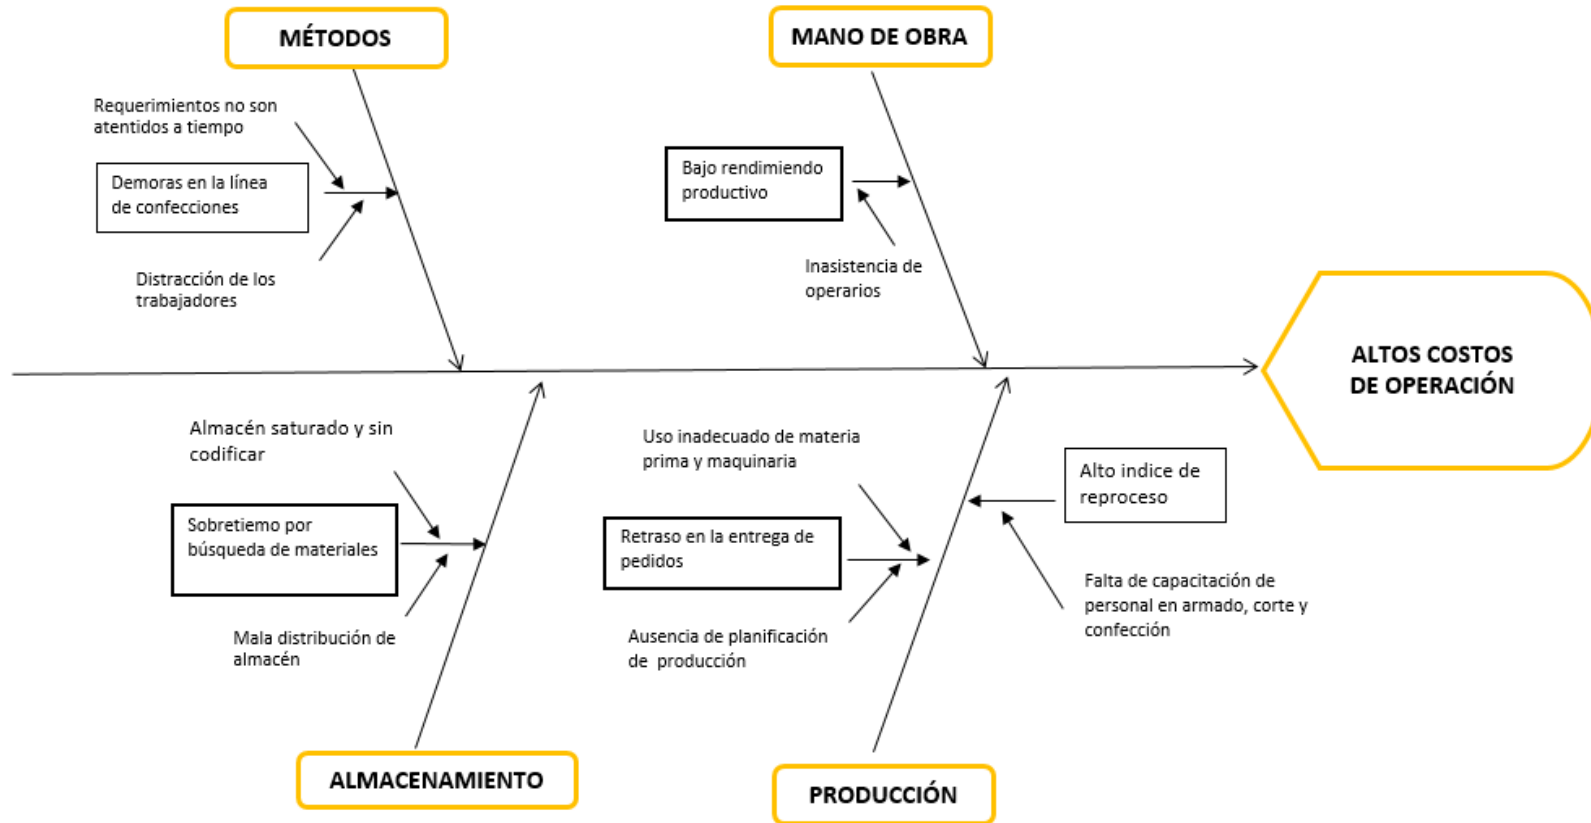 MÉTODOS
MANO DE OBRA
Requerimientos no son
atentidos a tiempo
Demoras en la línea
de confecciones
Distracción de los
trabajadores
Bajo rendimiendo
productivo
Inasistencia de
operarios
ALTOS COSTOS
DE OPERACIÓN
Almacén saturado y sin
codificar
Sobretiemo por
búsqueda de materiales
Mala distribución de
almacén
Uso inadecuado de materia
prima y maquinaria
Retraso en la entrega de
pedidos
Ausencia de planificación
de producción
Alto indice de
reproceso
Falta de capacitación de
personal en armado, corte y
confección
ALMACENAMIENTO
PRODUCCIÓN